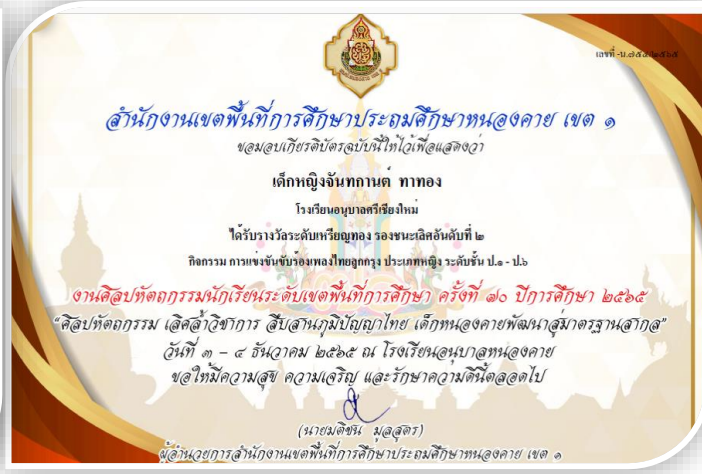 เลขที่ -น.๗๕๔/๒๕๖๕
สำนักงานเขตพื้นที่การศึกษาประถมศึกษาหนองคาย เขต ๑
ขอมอบเกียรติบัตรฉบับนี้ให้ไว้เพื่อแสดงว่า
เด็กหญิงจันทกานต์ ทาทอง
โรงเรียนอนุบาลศรีเชียงใหม่
ได้รับรางวัลระดับเหรียญทอง รองชนะเลิศอันดับที่ ๒
กิจกรรม การแข่งขันขับร้องเพลงไทยลูกกรุง ประเภทหญิง ระดับชั้น ป.๑ - ป.๖
งานศิลปหัตถกรรมนักเรียนระดับเขตพื้นที่การศึกษา ครั้งที่ ๗๐ ปีการศึกษา ๒๕๖๕
“ศิลปหัตถกรรม เลิศล้ำวิชาการ สืบสานภูมิปัญญาไทย เด็กหนองคายพัฒนาสู่มาตรฐานสากล”
วันที่ ๓ – ๔ ธันวาคม ๒๕๖๕ ณ โรงเรียนอนุบาลหนองคาย
ขอให้มีความสุข ความเจริญ และรักษาความดีนี้ตลอดไป
(นายมติชน มูลสูตร)
ผู้อำนวยการสำนักงานเขตพื้นที่การศึกษาประถมศึกษาหนองคาย เขต ๑